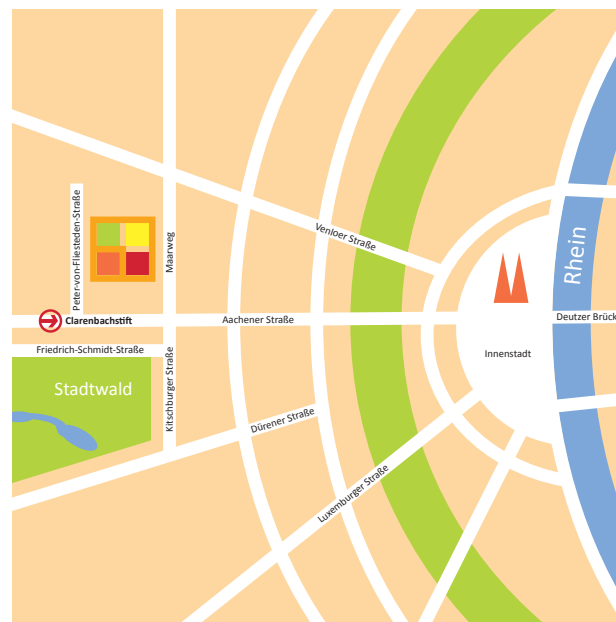 Venloer Straße
Peter-von-Fliesteden-Straße
Maarweg
Rhein
Clarenbachstift
Aachener Straße
Deutzer Brück
Friedrich-Schmidt-Straße
Innenstadt
Stadtwald
Kitschburger Straße
Dürener Straße
Luxemburger Straße